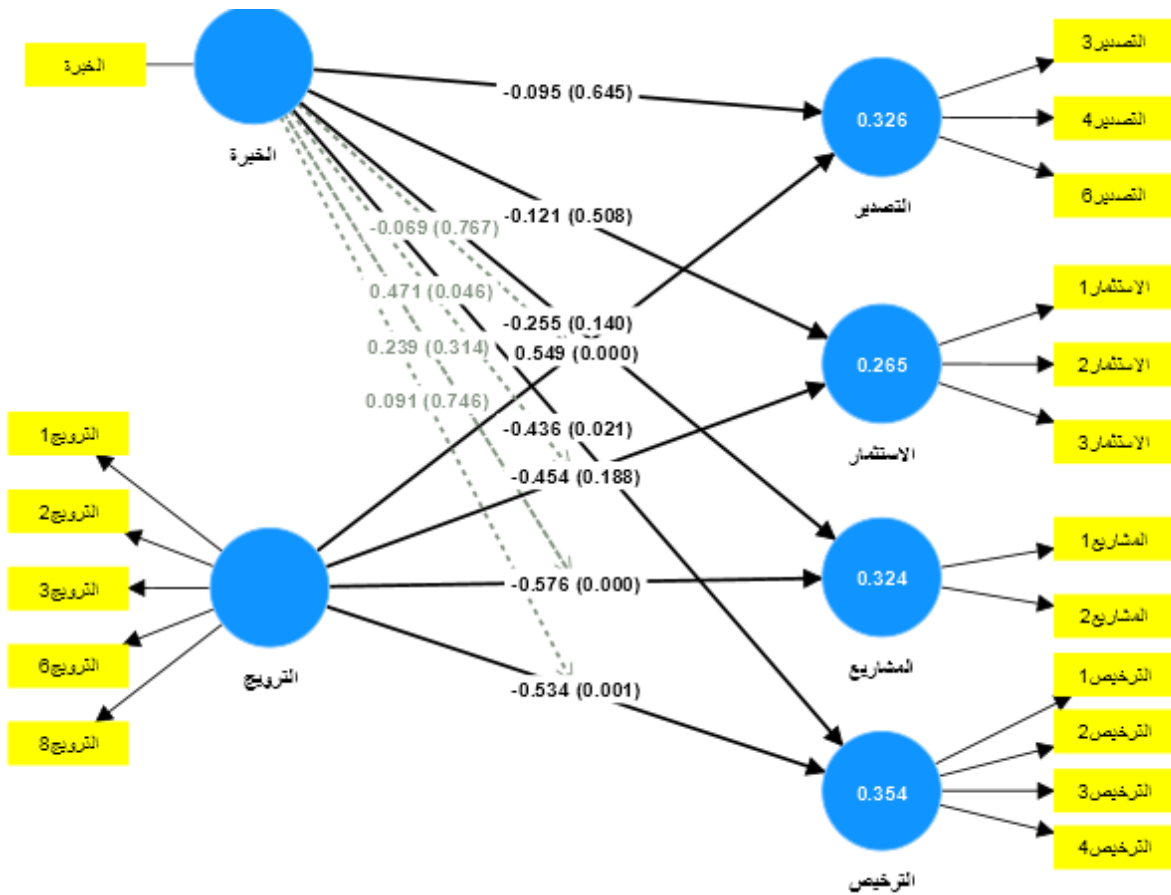 الخبرة
الخبرة
-0.095 (0.645)
-0.121 (0.508)
-0.069 (0.767)
0.471 (0.046)
-0.255 (0.140)
0.239 (0.314)
0.549 (0.000)
0.091 (0.746)
-0.436 (0.021)
-0.454 (0.188)
-0.576 (0.000)
-0.534 (0.001)
الترويج1
الترويج2
الترويج3
الترويج6
الترويج8
الترويج
0.326
التصدير
التصدير3
التصدير4
التصدير6
0.265
الاستثمار
الاستثمار1
الاستثمار2
الاستثمار3
0.324
المشاريع
المشاريع1
المشاريع2
0.354
الترخيص
الترخيص1
الترخيص2
الترخيص3
الترخيص4